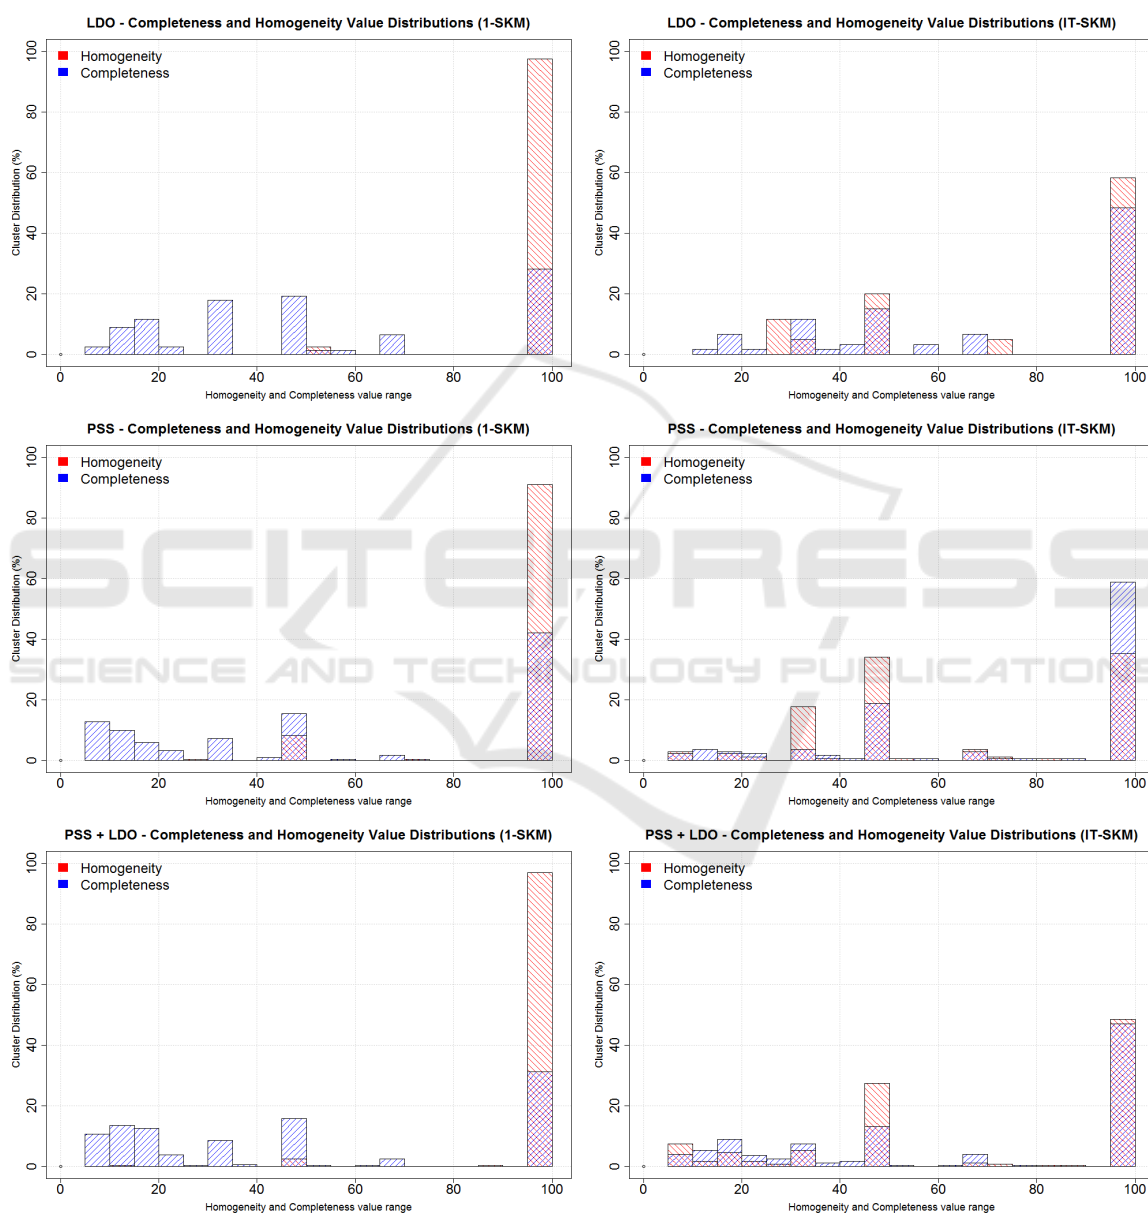 LDO - Completeness and Homogeneity Value Distributions (1-SKM)
Homogeneity
Completeness
Cluster Distribution (%)
0 20 40 60 80 100
0 20 40 60 80 100
Homogeneity and Completeness value range
LDO - Completeness and Homogeneity Value Distributions (IT-SKM)
Homogeneity
Completeness
Cluster Distribution (%)
0 20 40 60 80 100
0 20 40 60 80 100
Homogeneity and Completeness value range
PSS - Completeness and Homogeneity Value Distributions (1-SKM)
Homogeneity
Completeness
Cluster Distribution (%)
0 20 40 60 80 100
0 20 40 60 80 100
Homogeneity and Completeness value range
PSS - Completeness and Homogeneity Value Distributions (IT-SKM)
Homogeneity
Completeness
Cluster Distribution (%)
0 20 40 60 80 100
0 20 40 60 80 100
Homogeneity and Completeness value range
SCITEPRESS
SCIENCE AND TECHNOLOGY PUBLICATIONS
PSS + LDO - Completeness and Homogeneity Value Distributions (1-SKM)
Homogeneity
Completeness
Cluster Distribution (%)
0 20 40 60 80 100
0 20 40 60 80 100
Homogeneity and Completeness value range
PSS + LDO - Completeness and Homogeneity Value Distributions (IT-SKM)
Homogeneity
Completeness
Cluster Distribution (%)
0 20 40 60 80 100
0 20 40 60 80 100
Homogeneity and Completeness value range